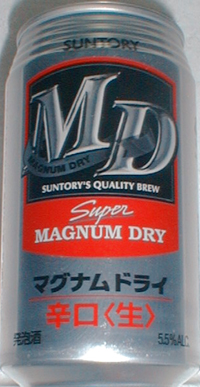 SUNTORY
MD
MAGNUM DRY
SUNTORY'S QUALITY BREW
Super
MAGNUM DRY
マグナムドライ
辛口〈生〉
発泡酒 5.5%ALC.